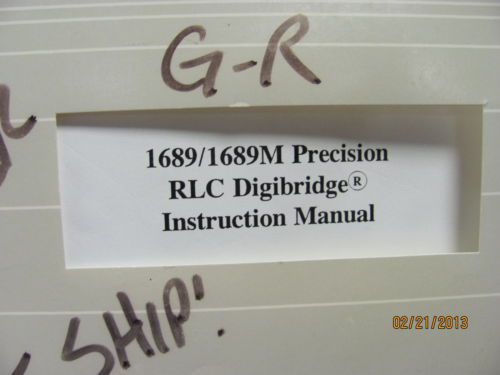 G-R
1689/1689M Precision
RLC Digibridge®
Instruction Manual
SHIP!
02/21/2013